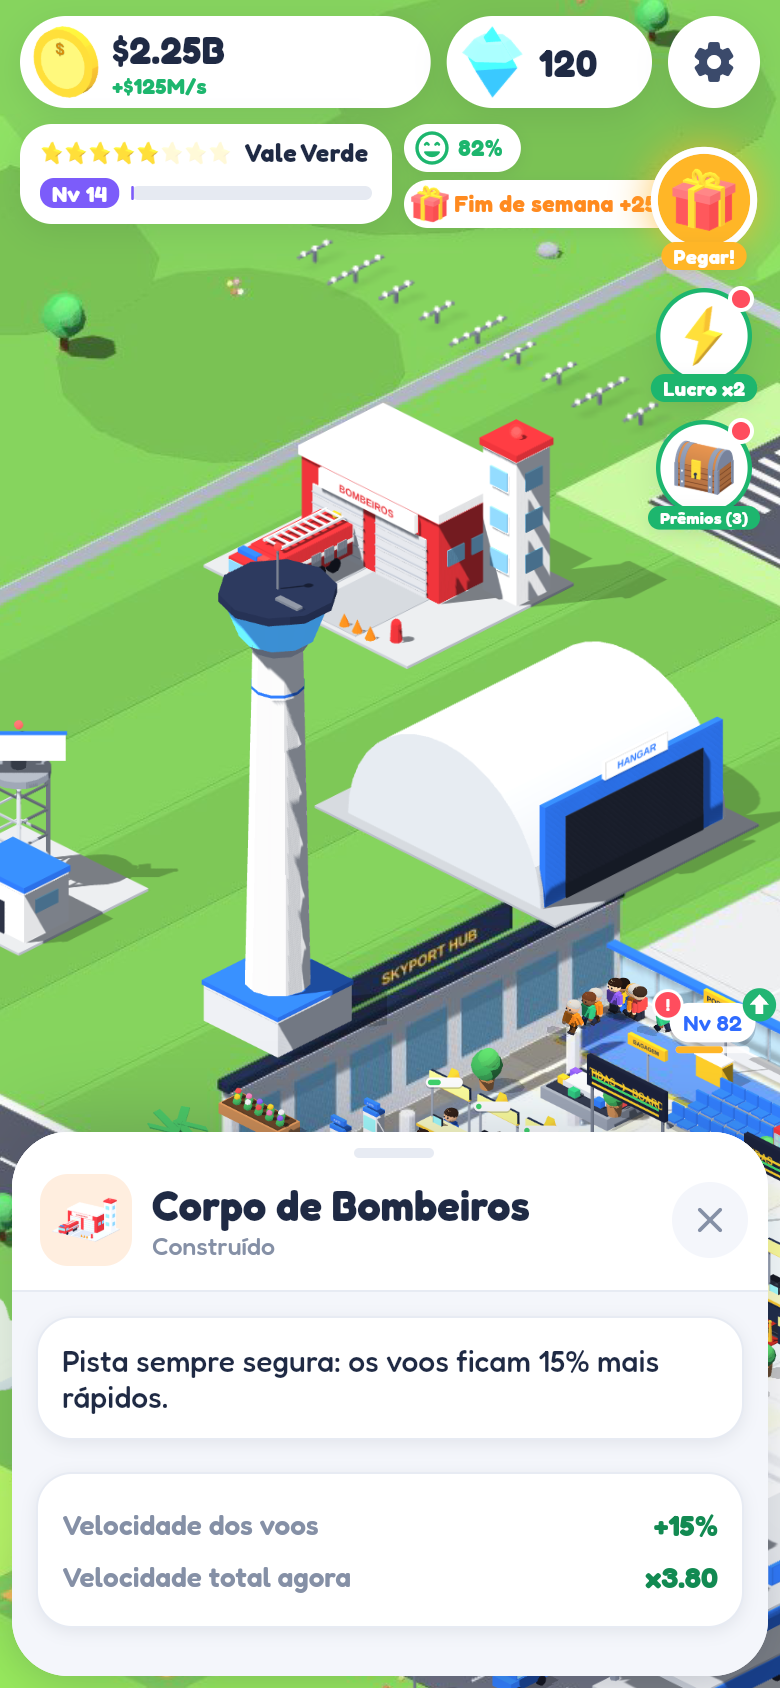 $2.25B
+$125M/s
120
Vale Verde
Nv 14
82%
Fim de semana +25
Pegar!
Lucro x2
Prêmios (3)
BOMBEIROS
HANGAR
SKYPORT HUB
Nv 82
BAGAGEM
Corpo de Bombeiros
Construído
Pista sempre segura: os voos ficam 15% mais
rápidos.
Velocidade dos voos
+15%
Velocidade total agora
x3.80